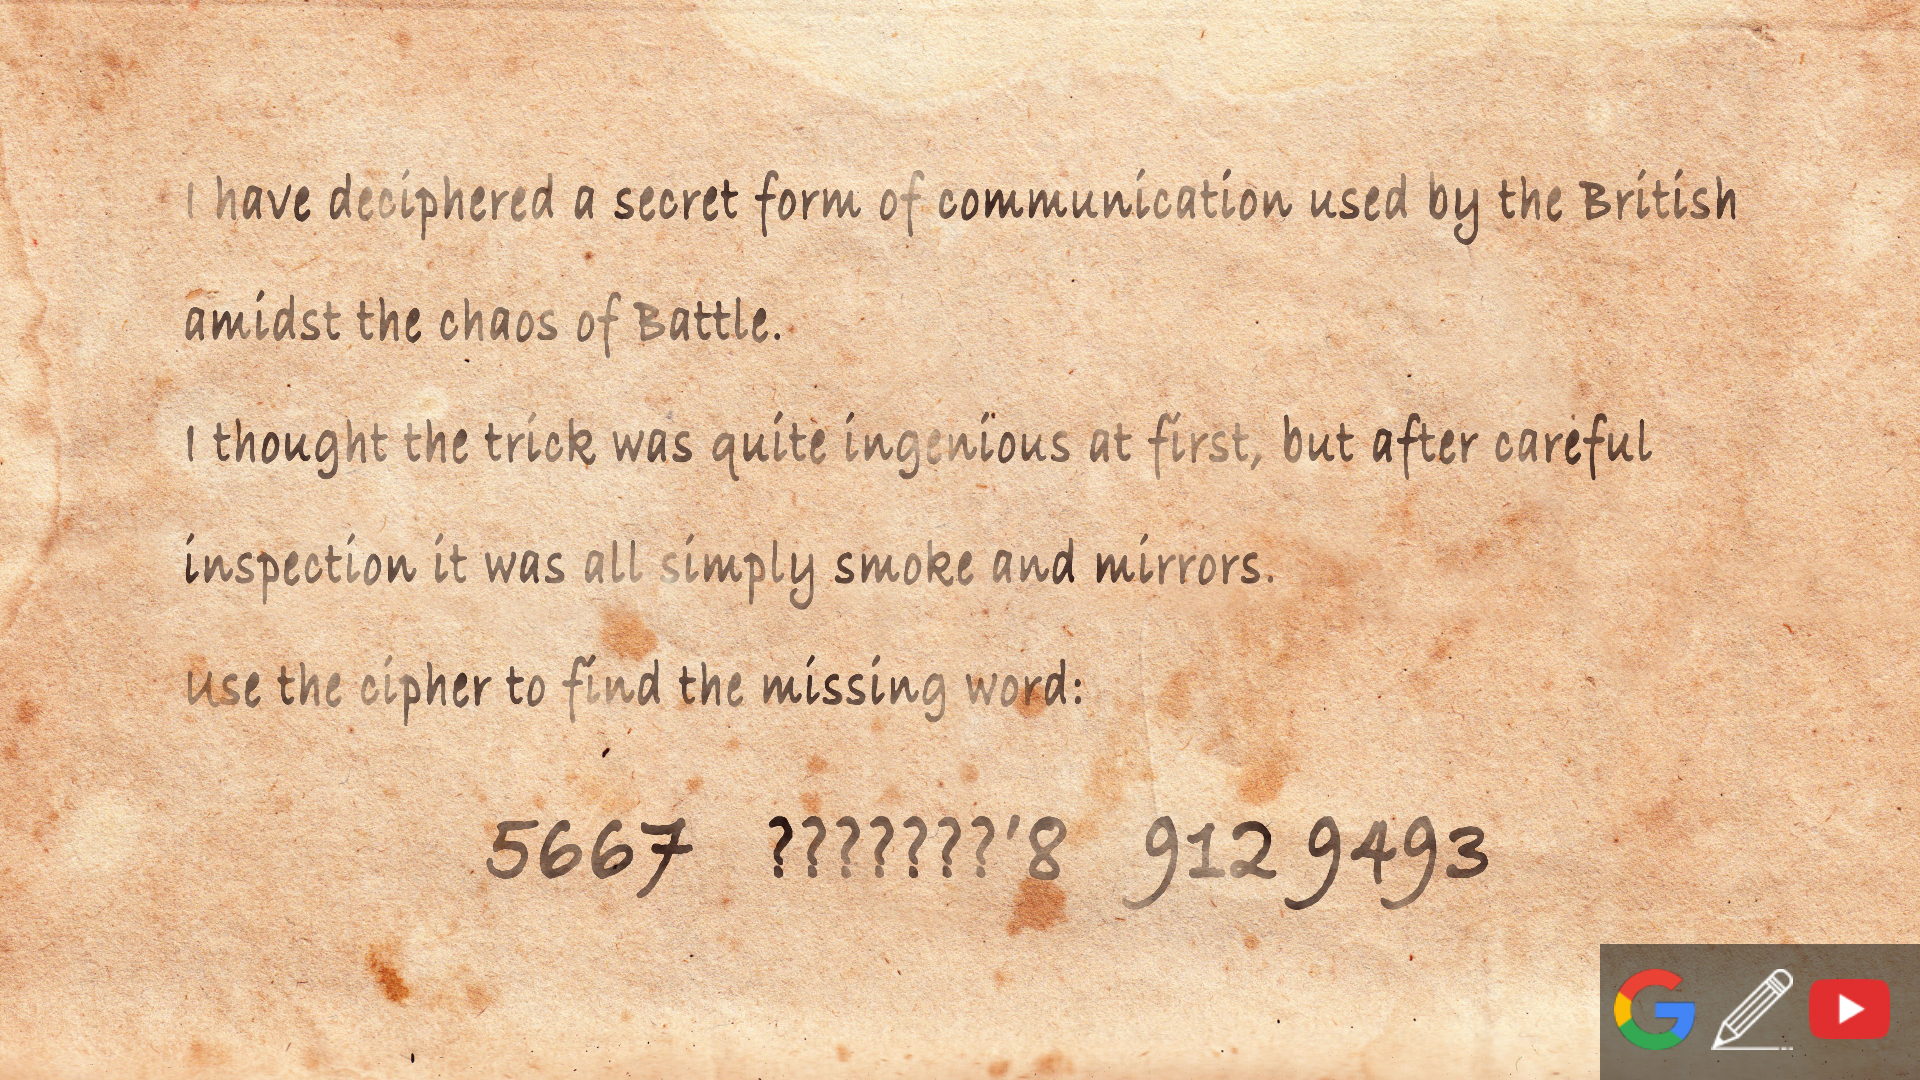 I have deciphered a secret form of communication used by the British
amidst the chaos of Battle.
I thought the trick was quite ingenious at first, but after careful
inspection it was all simply smoke and mirrors.
Use the cipher to find the missing word:
5667 ???????'8 912 9493